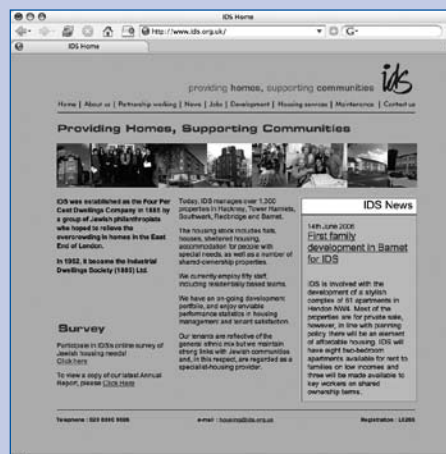 IDS Home
http://www.ids.org.uk/
G
IDS Home
ids
providing homes, supporting communities
Home | About us | Partnership working | News | Jobs | Development | Housing services | Maintenance | Contact us
Providing Homes, Supporting Communities
IDS was established as the Four Per
Cent Dwellings Company in 1885 by
a group of Jewish philanthropists
who hoped to relieve the
overcrowding in homes in the East
End of London.
In 1952, it became the Industrial
Dwellings Society (1885) Ltd.
Survey
Participate in IDS's online survey of
Jewish housing needs!
Click here
To view a copy of our latest Annual
Report, please Click Here
Today, IDS manages over 1,300
properties in Hackney, Tower Hamlets,
Southwark, Redbridge and Barnet.
The housing stock includes flats,
houses, sheltered housing,
accommodation for people with
special needs, as well as a number of
shared-ownership properties.
We currently employ fifty staff,
including residentially based teams.
We have an on-going development
portfolio, and enjoy enviable
performance statistics in housing
management and tenant satisfaction.
Our tenants are reflective of the
general ethnic mix but we maintain
strong links with Jewish communities
and, in this respect, are regarded as a
specialist-housing provider.
IDS News
14th June 2006
First family
development in Barnet
for IDS
IDS is involved with the
development of a stylish
complex of 61 apartments in
Hendon NW4. Most of the
properties are for private sale,
however, in line with planning
policy there will be an element
of affordable housing. IDS will
have eight two-bedroom
apartments available for rent to
families on low incomes and
three will be made available to
key workers on shared
ownership terms.
Telephone : 020 8800
e-mail : housing@ids.org.uk
Registration :